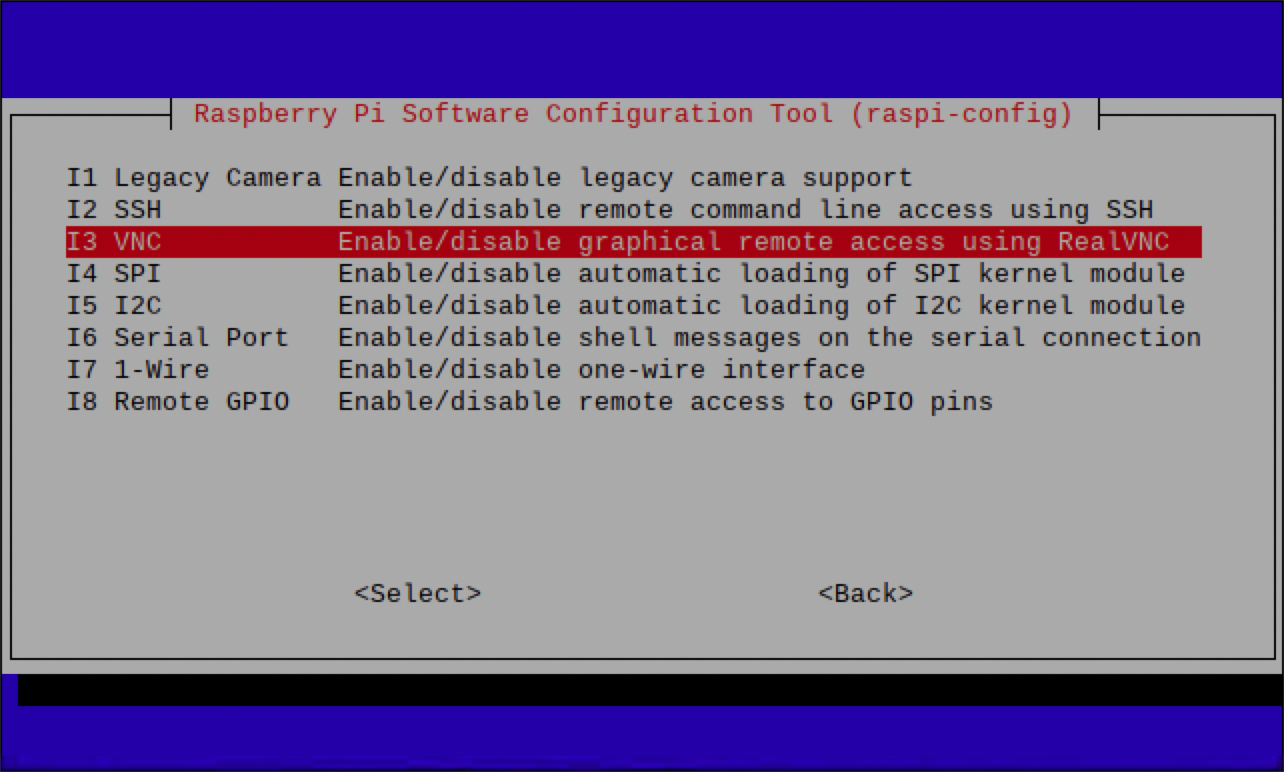 Raspberry Pi Software Configuration Tool (raspi-config)
I1 Legacy Camera Enable/disable legacy camera support
I2 SSH Enable/disable remote command line access using SSH
I3 VNC Enable/disable graphical remote access using RealVNC
I4 SPI Enable/disable automatic loading of SPI kernel module
I5 I2C Enable/disable automatic loading of I2C kernel module
I6 Serial Port Enable/disable shell messages on the serial connection
I7 1-Wire Enable/disable one-wire interface
I8 Remote GPIO Enable/disable remote access to GPIO pins
<Select> <Back>